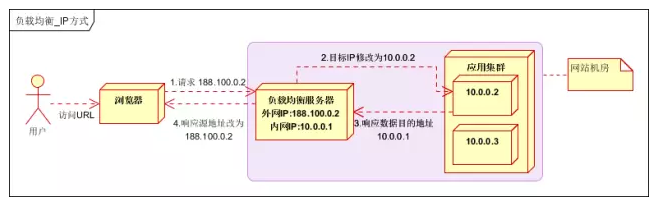 负载均衡_IP方式
2.目标IP修改为10.0.0.2
应用集群
网站机房
1.请求 188.100.0.2
浏览器
负载均衡服务器
外网IP:188.100.0.2
内网IP:10.0.0.1
10.0.0.2
访问URL
用户
4.响应源地址改为
188.100.0.2
3.响应数据目的地址
10.0.0.1
10.0.0.3